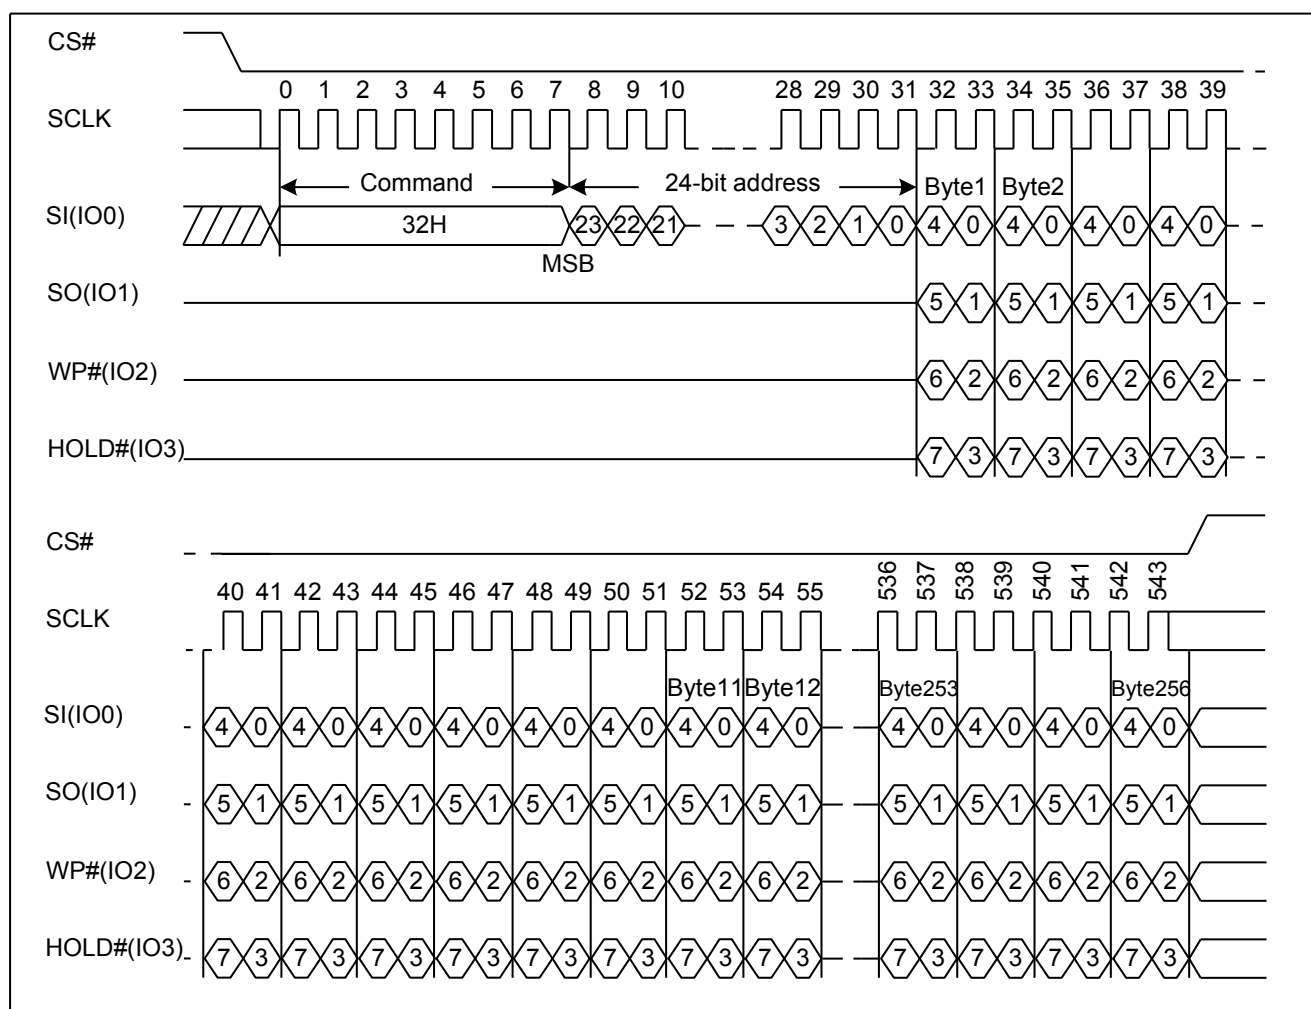 CS#
0 1 2 3 4 5 6 7 8 9 10 28 29 30 31 32 33 34 35 36 37 38 39
SCLK
Command 24-bit address Byte1 Byte2
SI(IO0) 32H 23 22 21 3 2 1 0 4 0 4 0 4 0 4 0
MSB
SO(IO1) 5 1 5 1 5 1 5 1
WP#(IO2) 6 2 6 2 6 2 6 2
HOLD#(IO3) 7 3 7 3 7 3 7 3
CS#
40 41 42 43 44 45 46 47 48 49 50 51 52 53 54 55 536 537 538 539 540 541 542 543
SCLK
Byte11 Byte12 Byte253 Byte256
SI(IO0) 4 0 4 0 4 0 4 0 4 0 4 0 4 0 4 0 4 0 4 0 4 0 4 0
SO(IO1) 5 1 5 1 5 1 5 1 5 1 5 1 5 1 5 1 5 1 5 1 5 1 5 1
WP#(IO2) 6 2 6 2 6 2 6 2 6 2 6 2 6 2 6 2 6 2 6 2 6 2 6 2
HOLD#(IO3) 7 3 7 3 7 3 7 3 7 3 7 3 7 3 7 3 7 3 7 3 7 3 7 3